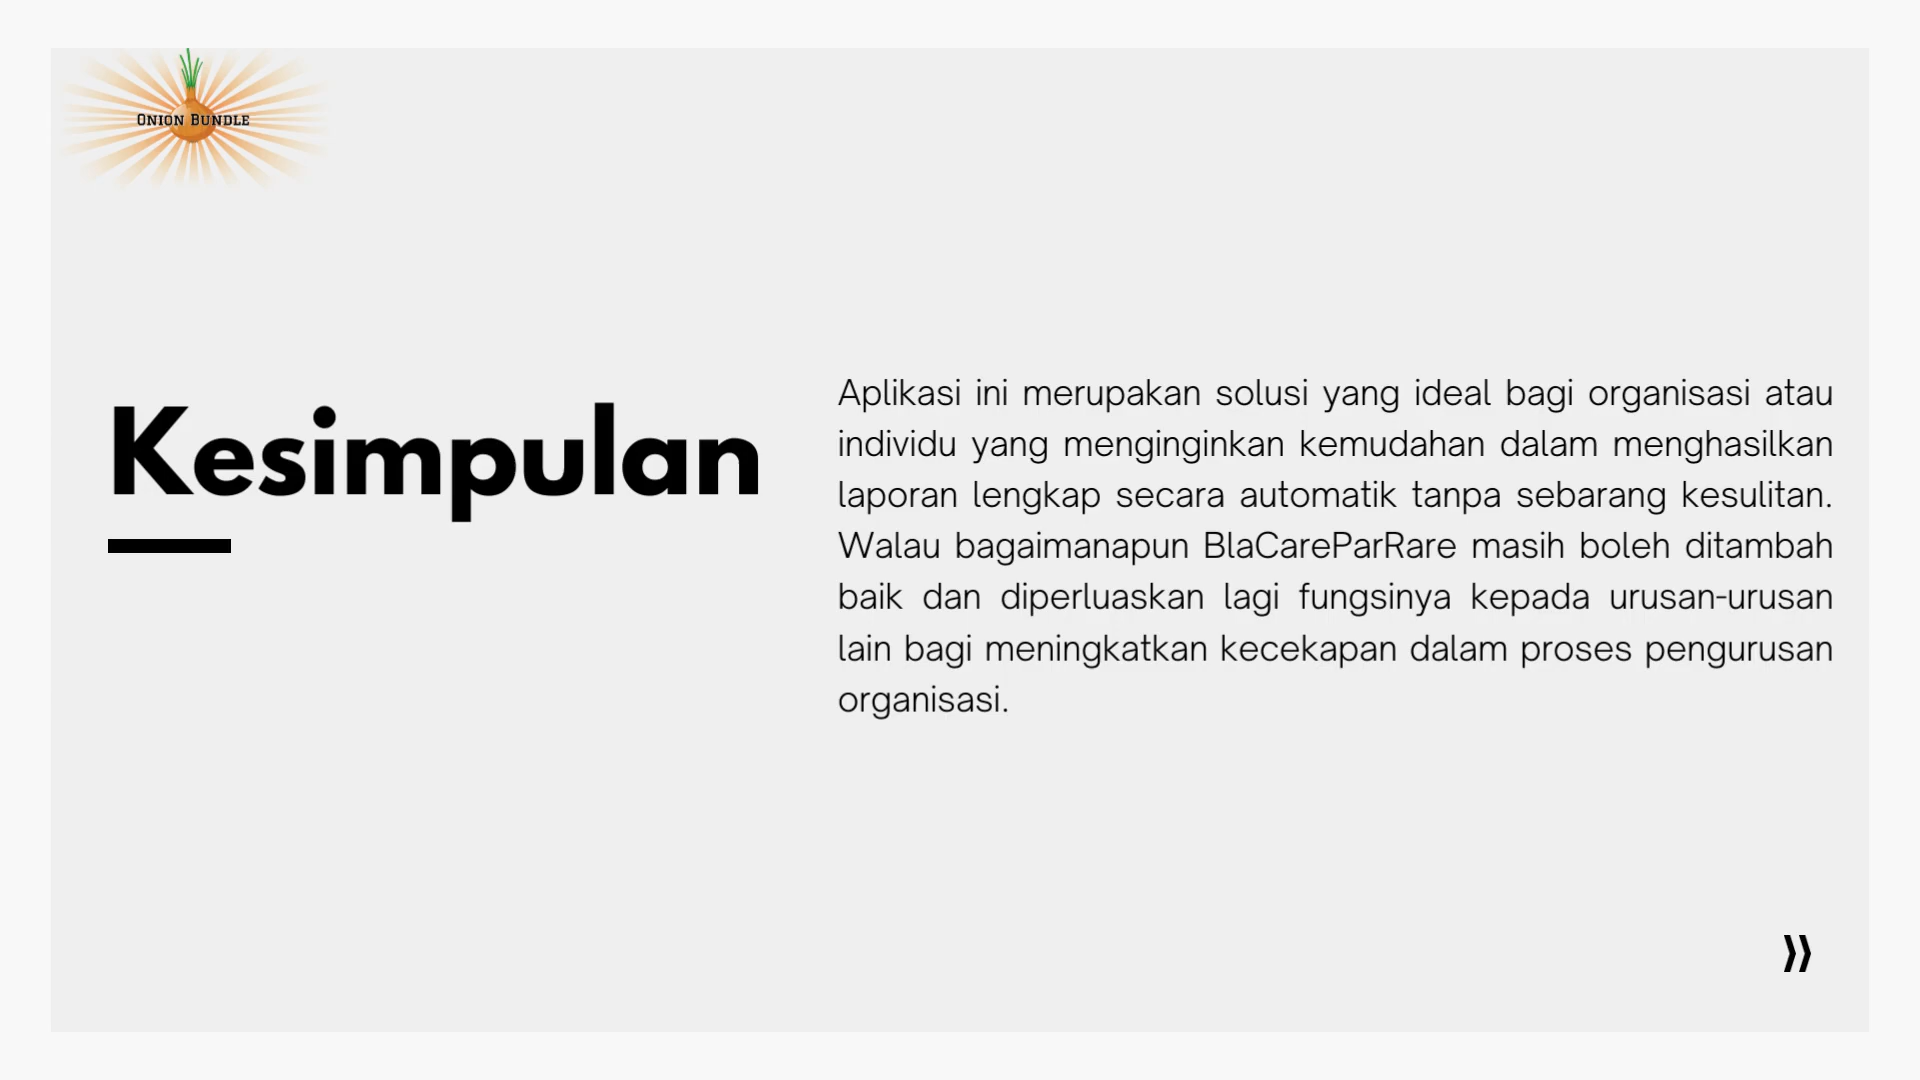 Onion Bundle
Kesimpulan
Aplikasi ini merupakan solusi yang ideal bagi organisasi atau
individu yang menginginkan kemudahan dalam menghasilkan
laporan lengkap secara automatik tanpa sebarang kesulitan.
Walau bagaimanapun BlaCareParRare masih boleh ditambah
baik dan diperluaskan lagi fungsinya kepada urusan-urusan
lain bagi meningkatkan kecekapan dalam proses pengurusan
organisasi.